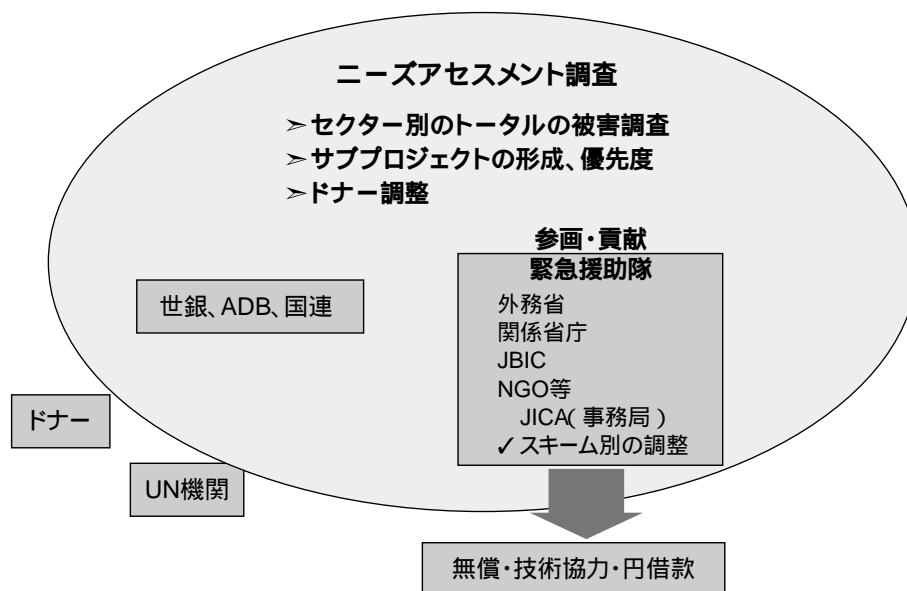 ニーズアセスメント調査
➣セクター別のトータルの被害調査
➣サブプロジェクトの形成、優先度
➣ドナー調整
参画・貢献
緊急援助隊
外務省
関係省庁
JBIC
NGO等
JICA(事務局)
✓スキーム別の調整
世銀、ADB、国連
ドナー
UN機関
無償・技術協力・円借款